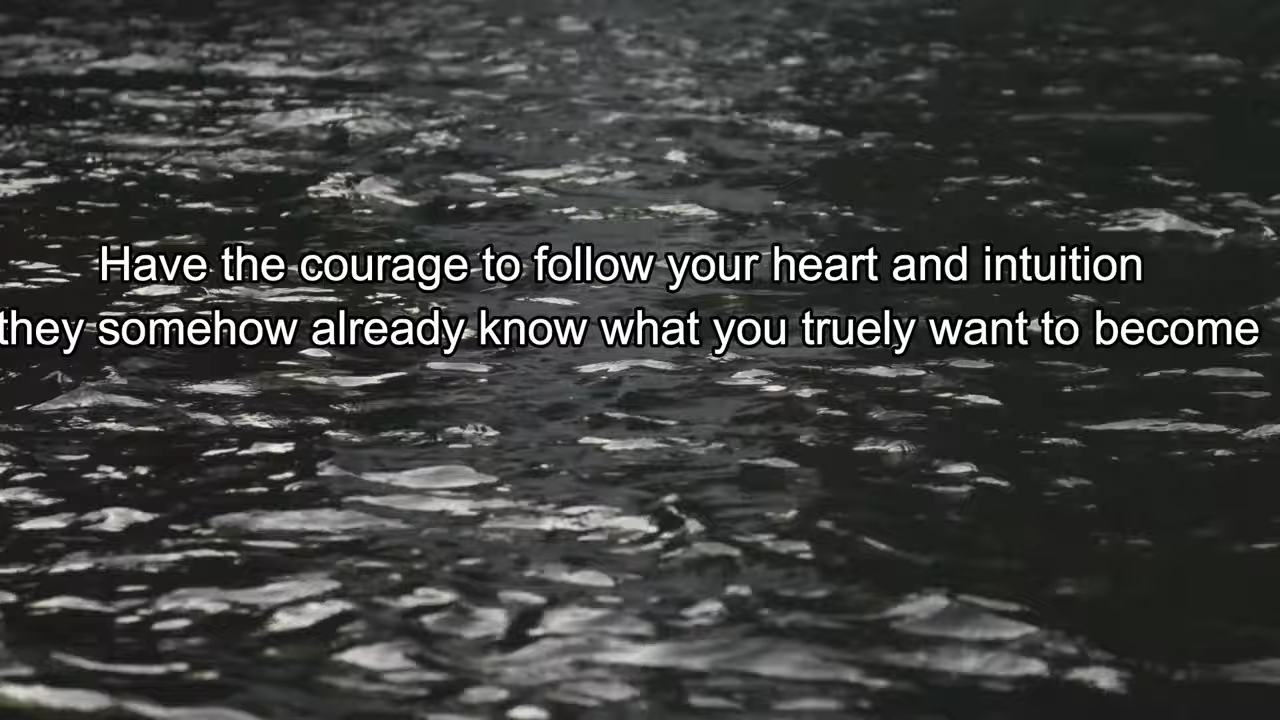 Have the courage to follow your heart and intuition
they somehow already know what you truely want to become